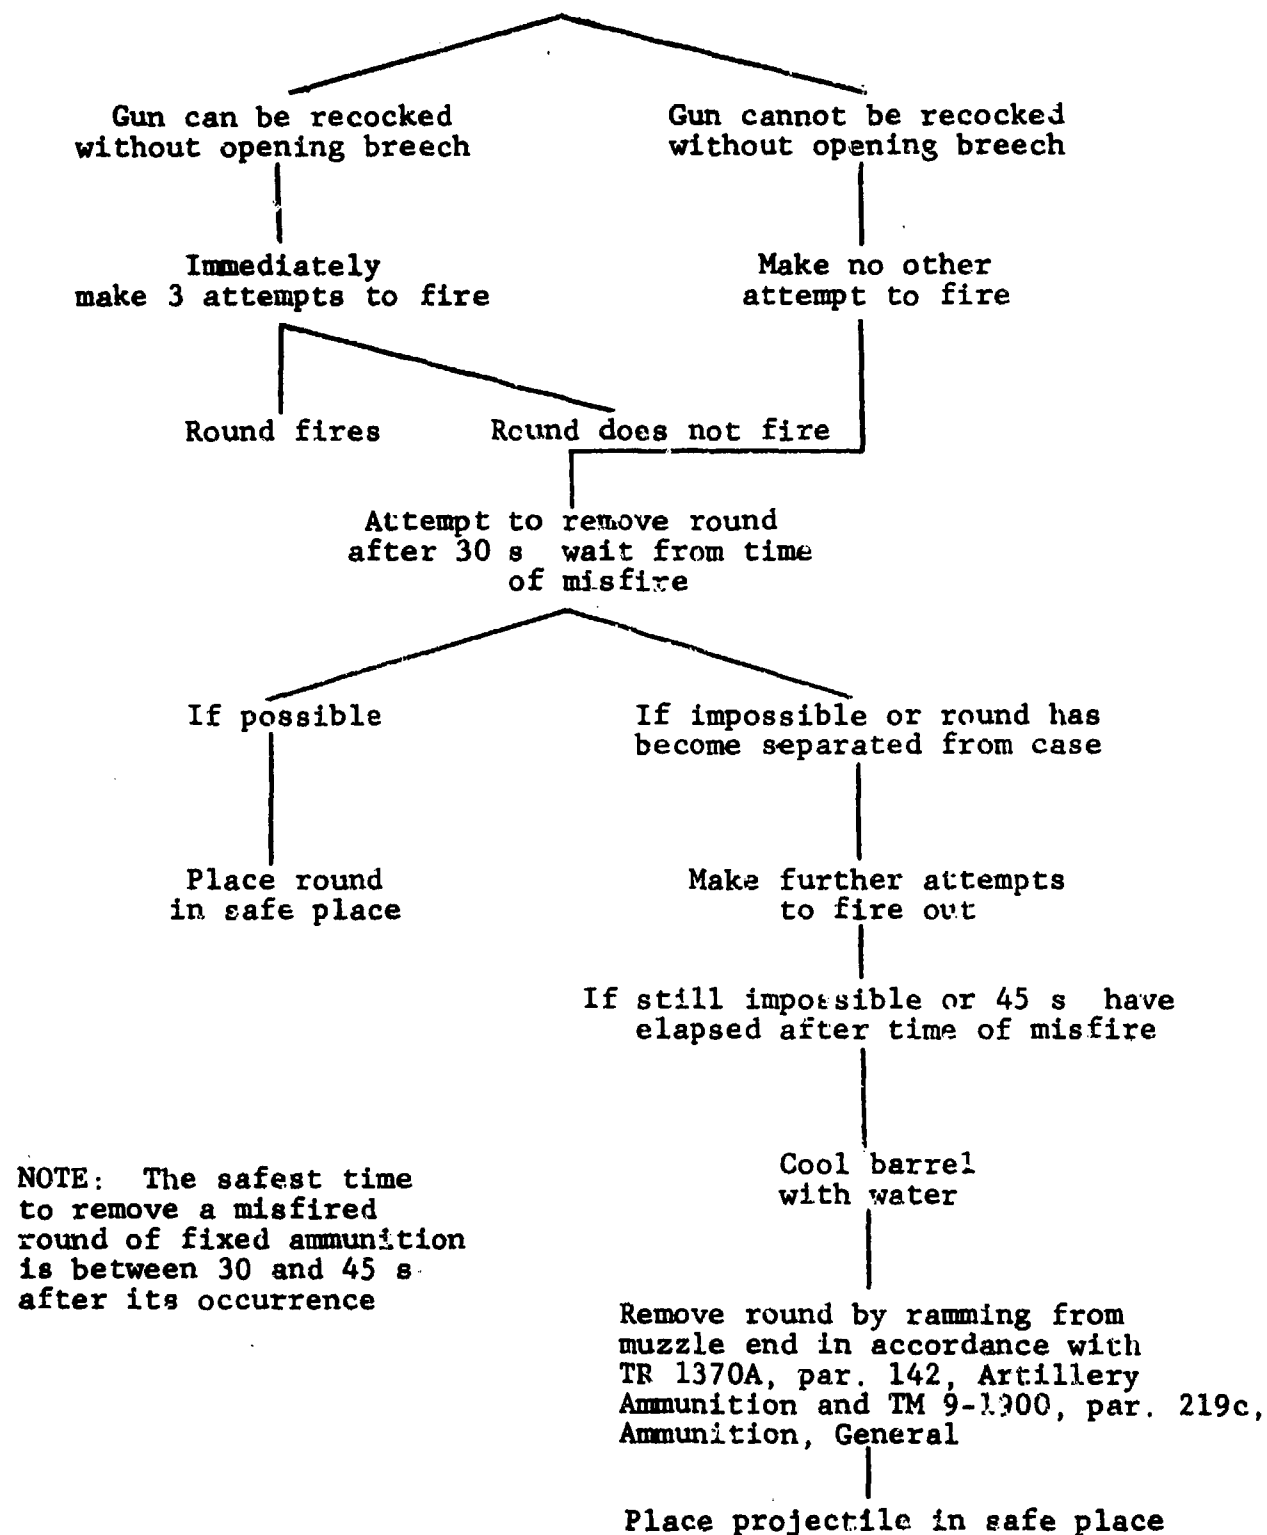 Gun can be recocked
without opening breech
Gun cannot be recocked
without opening breech
Immediately
make 3 attempts to fire
Make no other
attempt to fire
Round fires
Round does not fire
Attempt to remove round
after 30 s wait from time
of misfire
If possible
If impossible or round has
become separated from case
Place round
in safe place
Make further attempts
to fire out
If still impossible or 45 s have
elapsed after time of misfire
Cool barrel
with water
NOTE: The safest time
to remove a misfired
round of fixed ammunition
is between 30 and 45 s
after its occurrence
Remove round by ramming from
muzzle end in accordance with
TR 1370A, par. 142, Artillery
Ammunition and TM 9-1900, par. 219c,
Ammunition, General
Place projectile in safe place